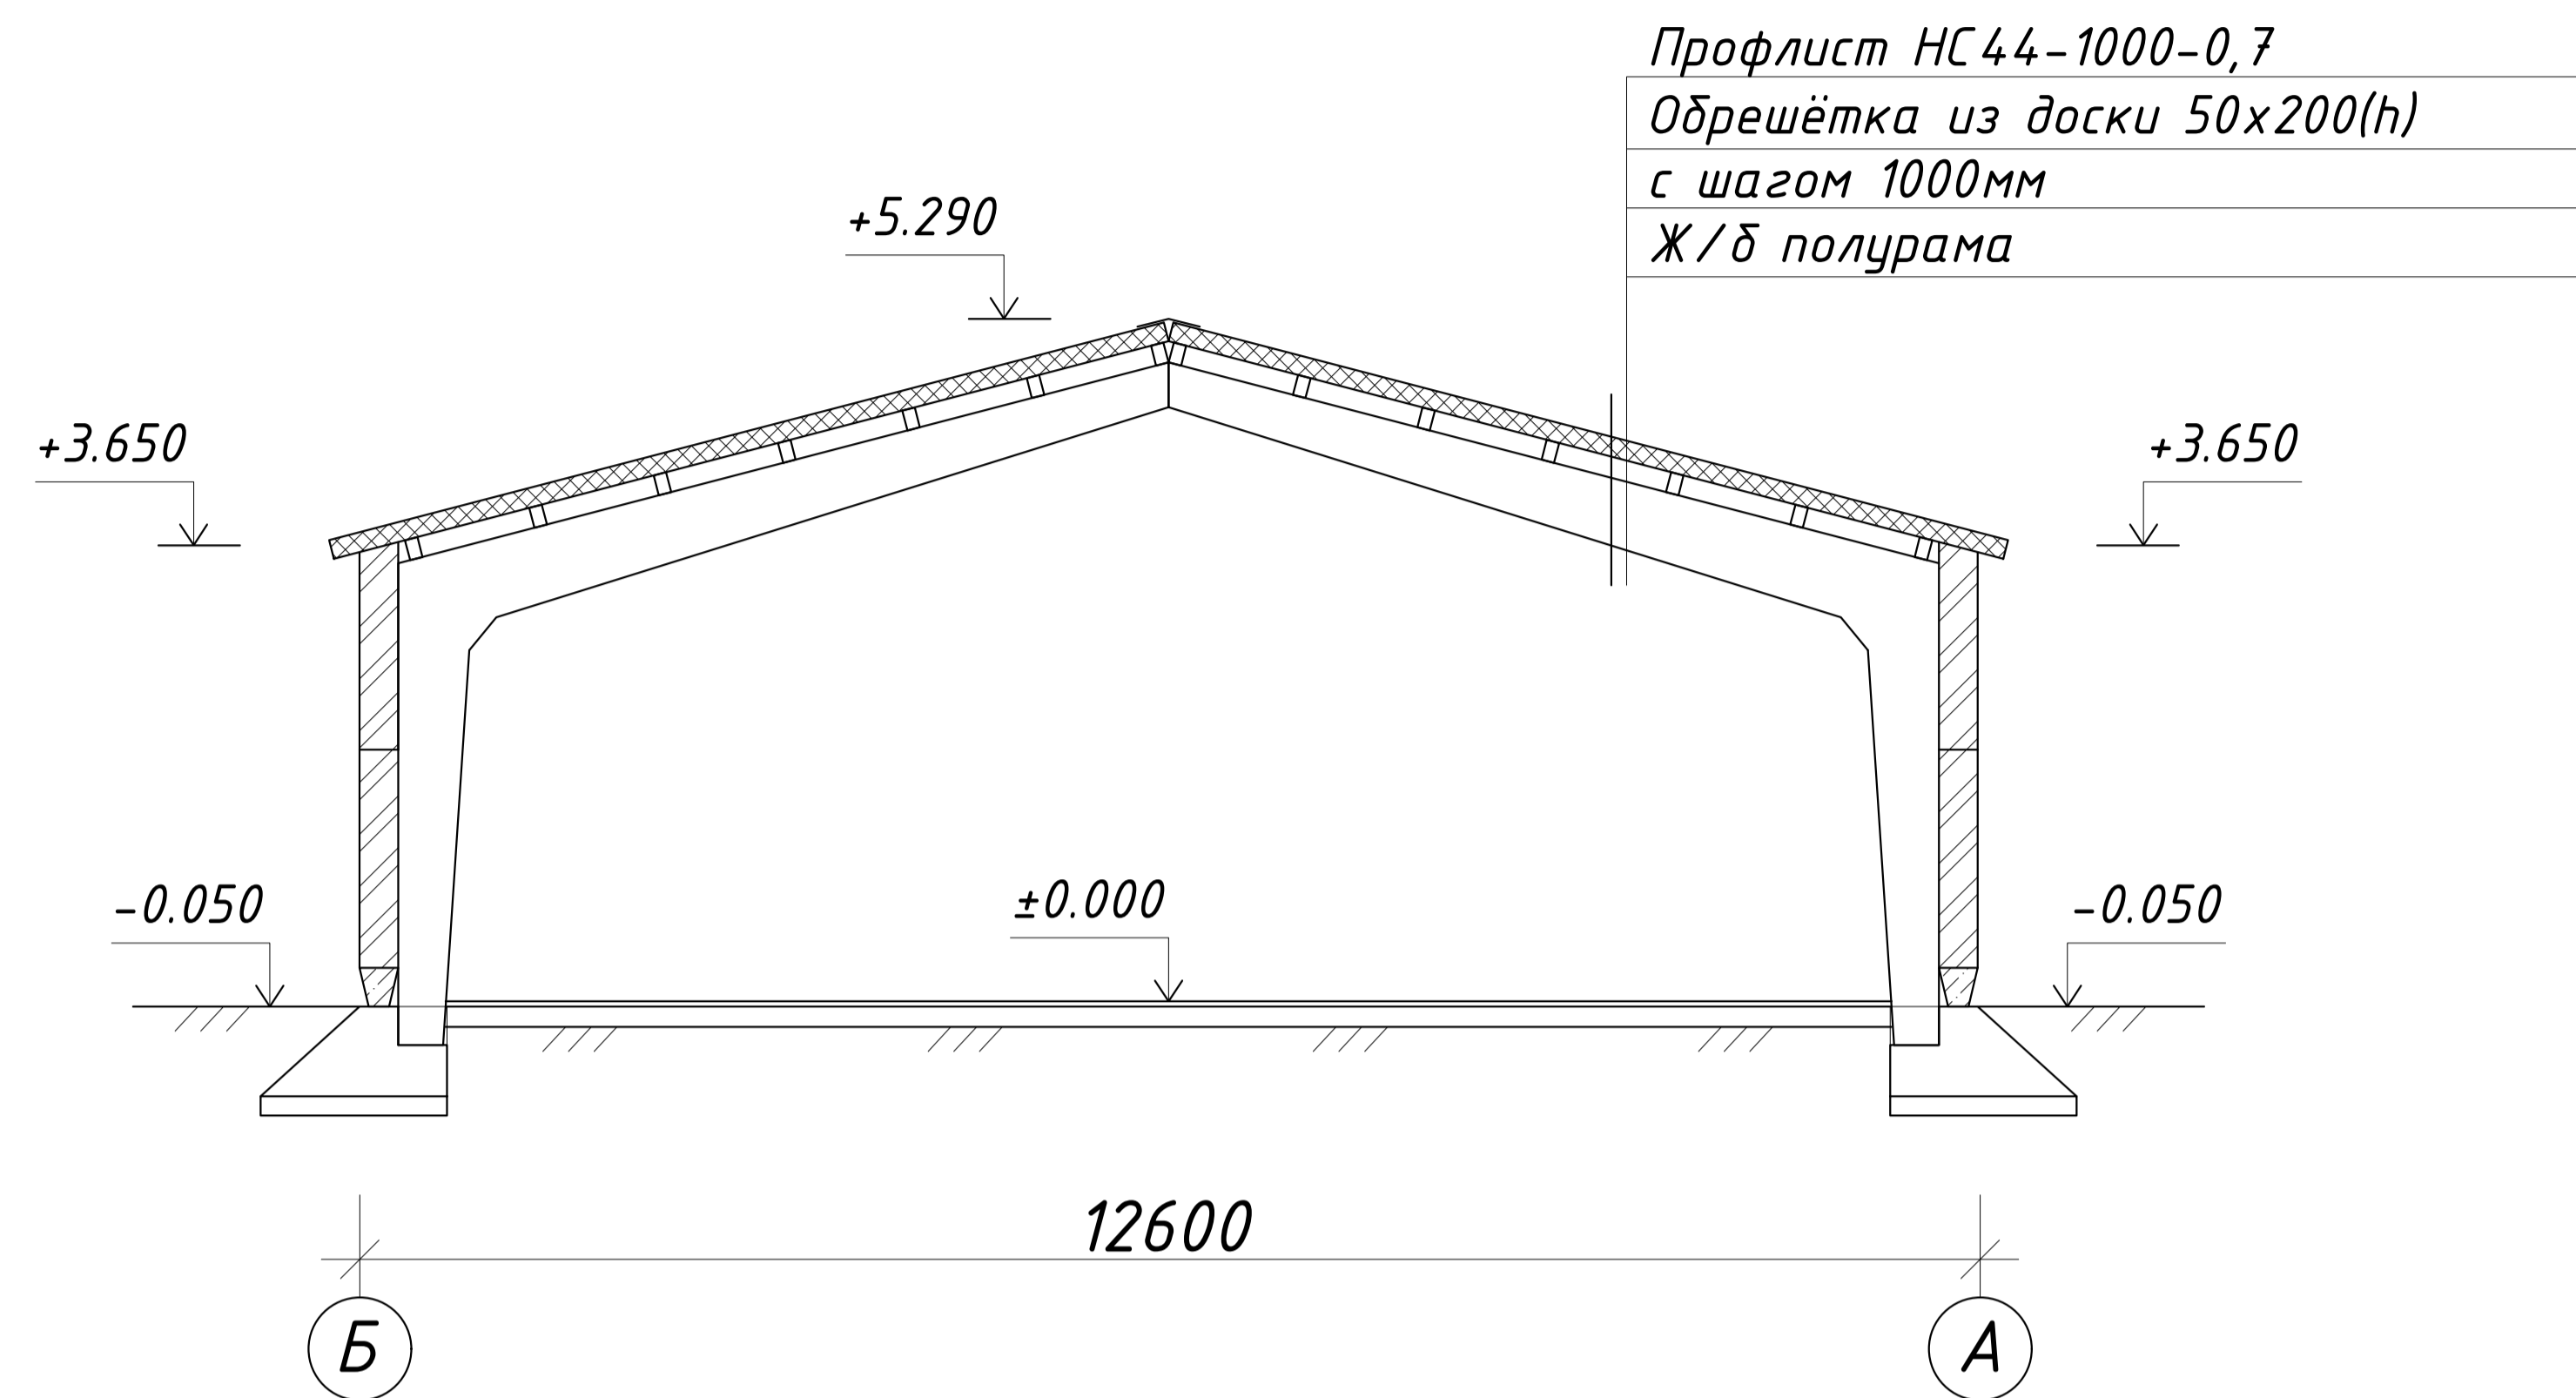 Профлист НС44-1000-0,7
Обрешётка из доски 50х200(h)
с шагом 1000мм
Ж/б полурама
+5.290
+3.650
+3.650
-0.050
±0.000
-0.050
12600
Б
А